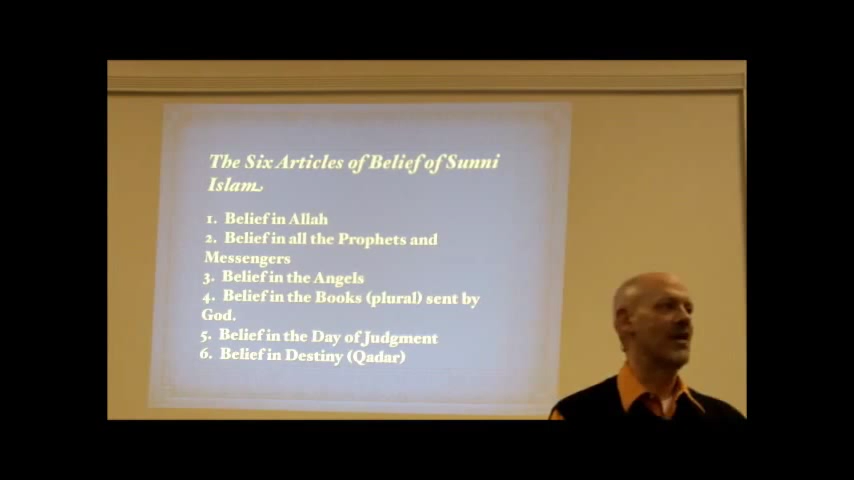 The Six Articles of Belief of Sunni
Islam
1. Belief in Allah
2. Belief in all the Prophets and
Messengers
3. Belief in the Angels
4. Belief in the Books (plural) sent by
God.
5. Belief in the Day of Judgment
6. Belief in Destiny (Qadar)